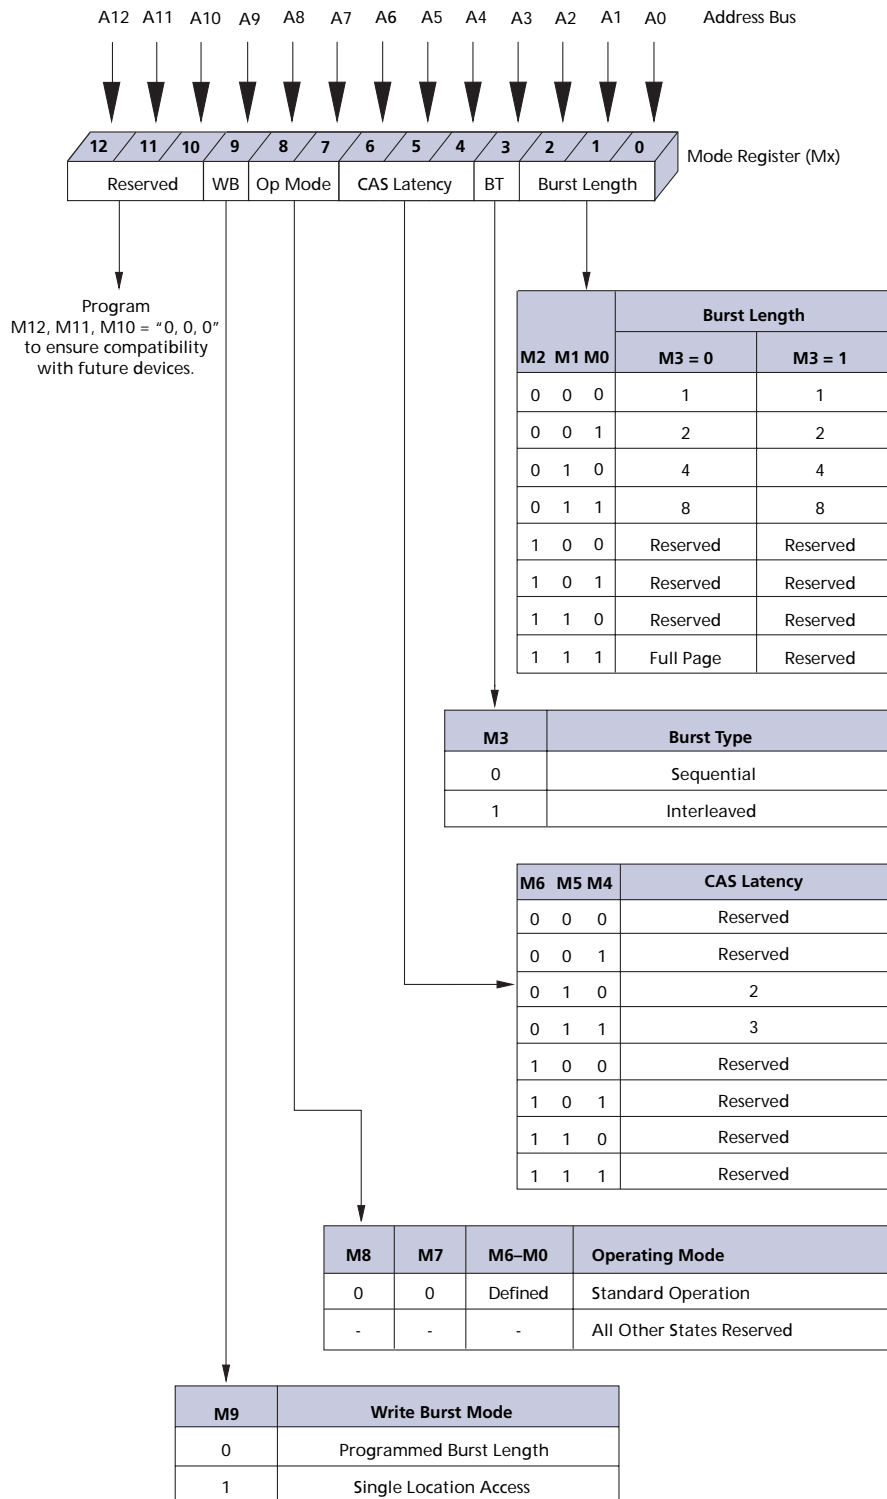 A12 A11 A10 A9 A8 A7 A6 A5 A4 A3 A2 A1 A0 Address Bus
12 11 10 9 8 7 6 5 4 3 2 1 0
Mode Register (Mx)
Reserved WB Op Mode CAS Latency BT Burst Length
Program
M12, M11, M10 = “0, 0, 0”
to ensure compatibility
with future devices.
Burst Length
M2 M1 M0 M3 = 0 M3 = 1
0 0 0 1 1
0 0 1 2 2
0 1 0 4 4
0 1 1 8 8
1 0 0 Reserved Reserved
1 0 1 Reserved Reserved
1 1 0 Reserved Reserved
1 1 1 Full Page Reserved
M3 Burst Type
0 Sequential
1 Interleaved
M6 M5 M4 CAS Latency
0 0 0 Reserved
0 0 1 Reserved
0 1 0 2
0 1 1 3
1 0 0 Reserved
1 0 1 Reserved
1 1 0 Reserved
1 1 1 Reserved
M8 M7 M6–M0 Operating Mode
0 0 Defined Standard Operation
- - - All Other States Reserved
M9 Write Burst Mode
0 Programmed Burst Length
1 Single Location Access